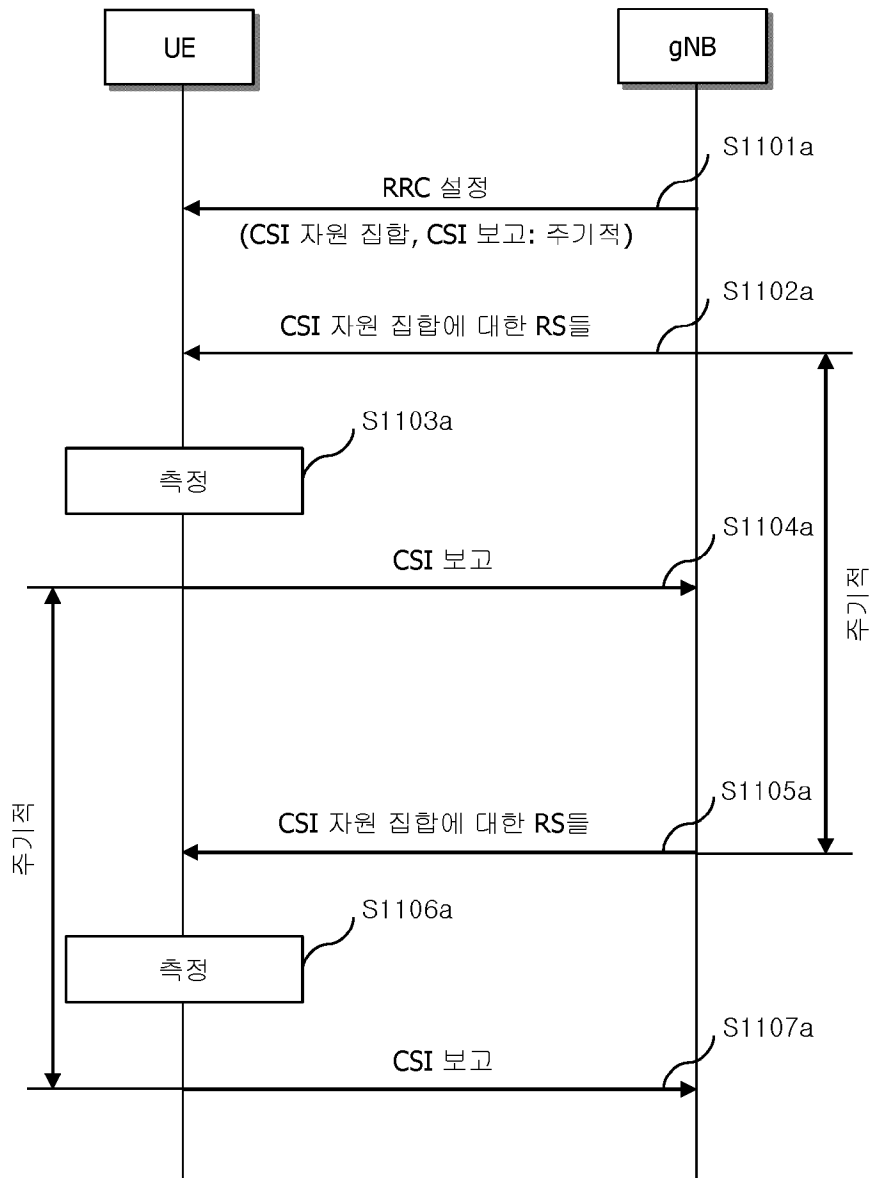 UE
gNB
S1101a
RRC 설정
(CSI 자원 집합, CSI 보고: 주기적)
S1102a
CSI 자원 집합에 대한 RS들
S1103a
측정
S1104a
CSI 보고
주기적
S1105a
CSI 자원 집합에 대한 RS들
주기적
S1106a
측정
S1107a
CSI 보고